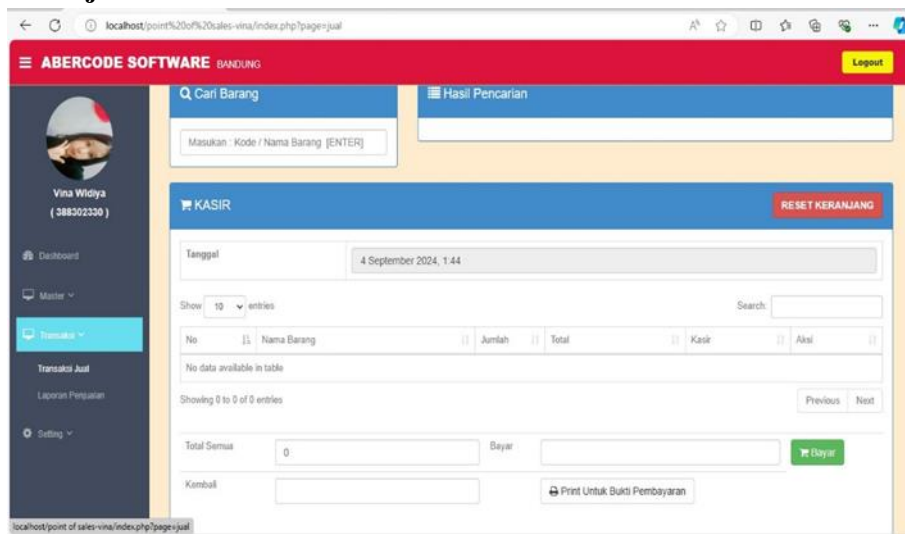 localhost/point%20of%20sales-vina/index.php?page=jual
ABERCODE SOFTWARE BANDUNG
Logout
Cari Barang
Hasil Pencarian
Masukan : Kode / Nama Barang [ENTER]
Vina Widiya
( 388302330 )
KASIR
RESET KERANJANG
Dashboard
Tanggal
4 September 2024, 1:44
Master
Show 10 entries
Search:
Transaksi
No Nama Barang Jumlah Total Kasir Aksi
Transaksi Jual
No data available in table
Laporan Penjualan
Showing 0 to 0 of 0 entries
Previous Next
Setting
Total Semua 0 Bayar Bayar
Kembali Print Untuk Bukti Pembayaran
localhost/point of sales-vina/index.php?page=jual